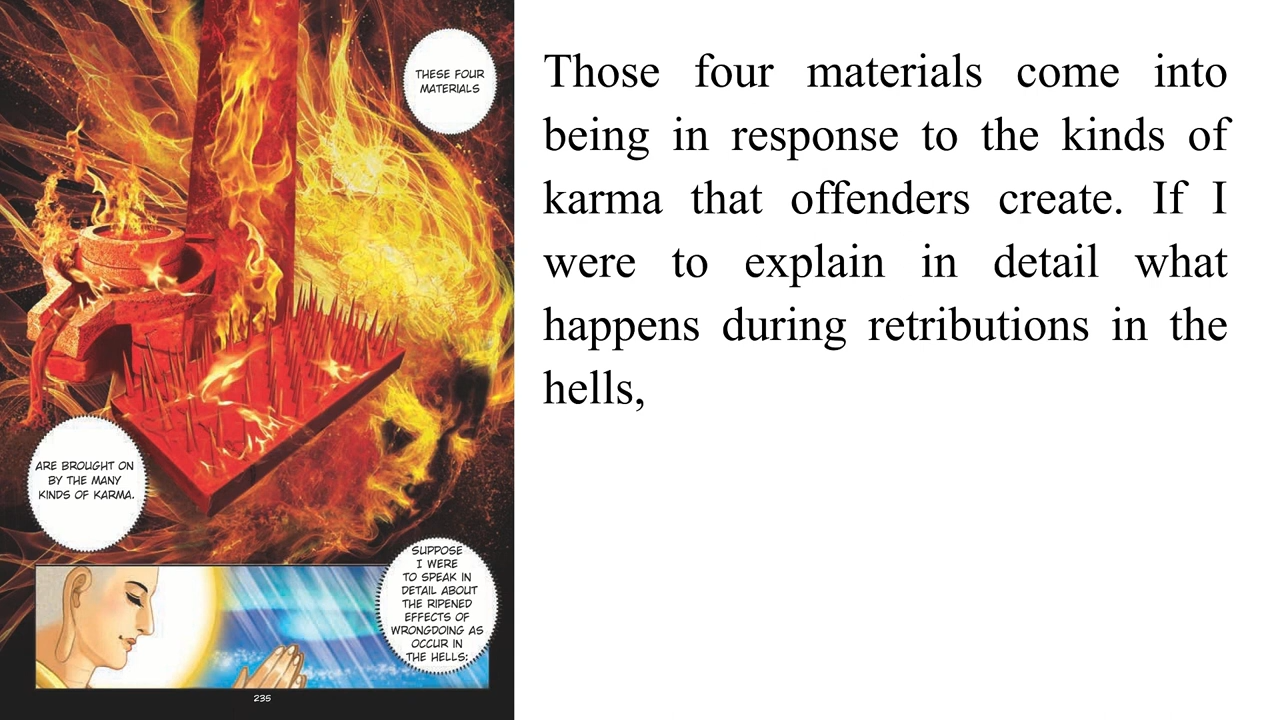 THESE FOUR
MATERIALS
ARE BROUGHT ON
BY THE MANY
KINDS OF KARMA.
SUPPOSE
I WERE
TO SPEAK IN
DETAIL ABOUT
THE RIPENED
EFFECTS OF
WRONGDOING AS
OCCUR IN
THE HELLS:
235
Those four materials come into
being in response to the kinds of
karma that offenders create. If I
were to explain in detail what
happens during retributions in the
hells,